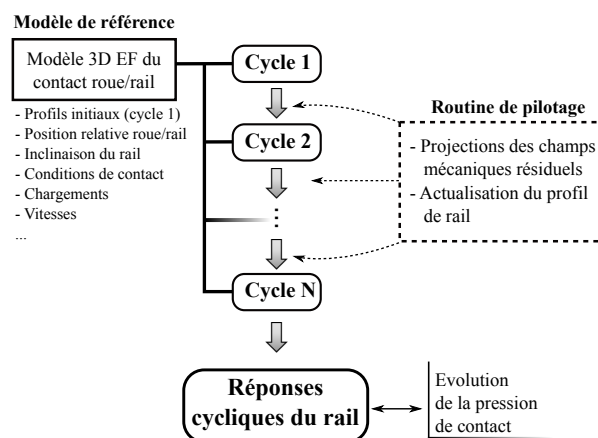 Modèle de référence
Modèle 3D EF du
contact roue/rail
- Profils initiaux (cycle 1)
- Position relative roue/rail
- Inclinaison du rail
- Conditions de contact
- Chargements
- Vitesses
...
Cycle 1
Cycle 2
⋮
Cycle N
Routine de pilotage
- Projections des champs
mécaniques résiduels
- Actualisation du profil
de rail
Réponses
cycliques du rail
Evolution
de la pression
de contact